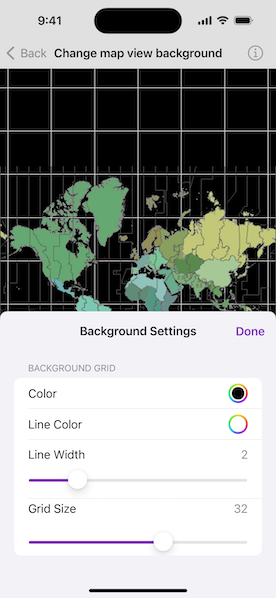 9:41
Back Change map view background
Background Settings Done
BACKGROUND GRID
Color
Line Color
Line Width 2
Grid Size 32